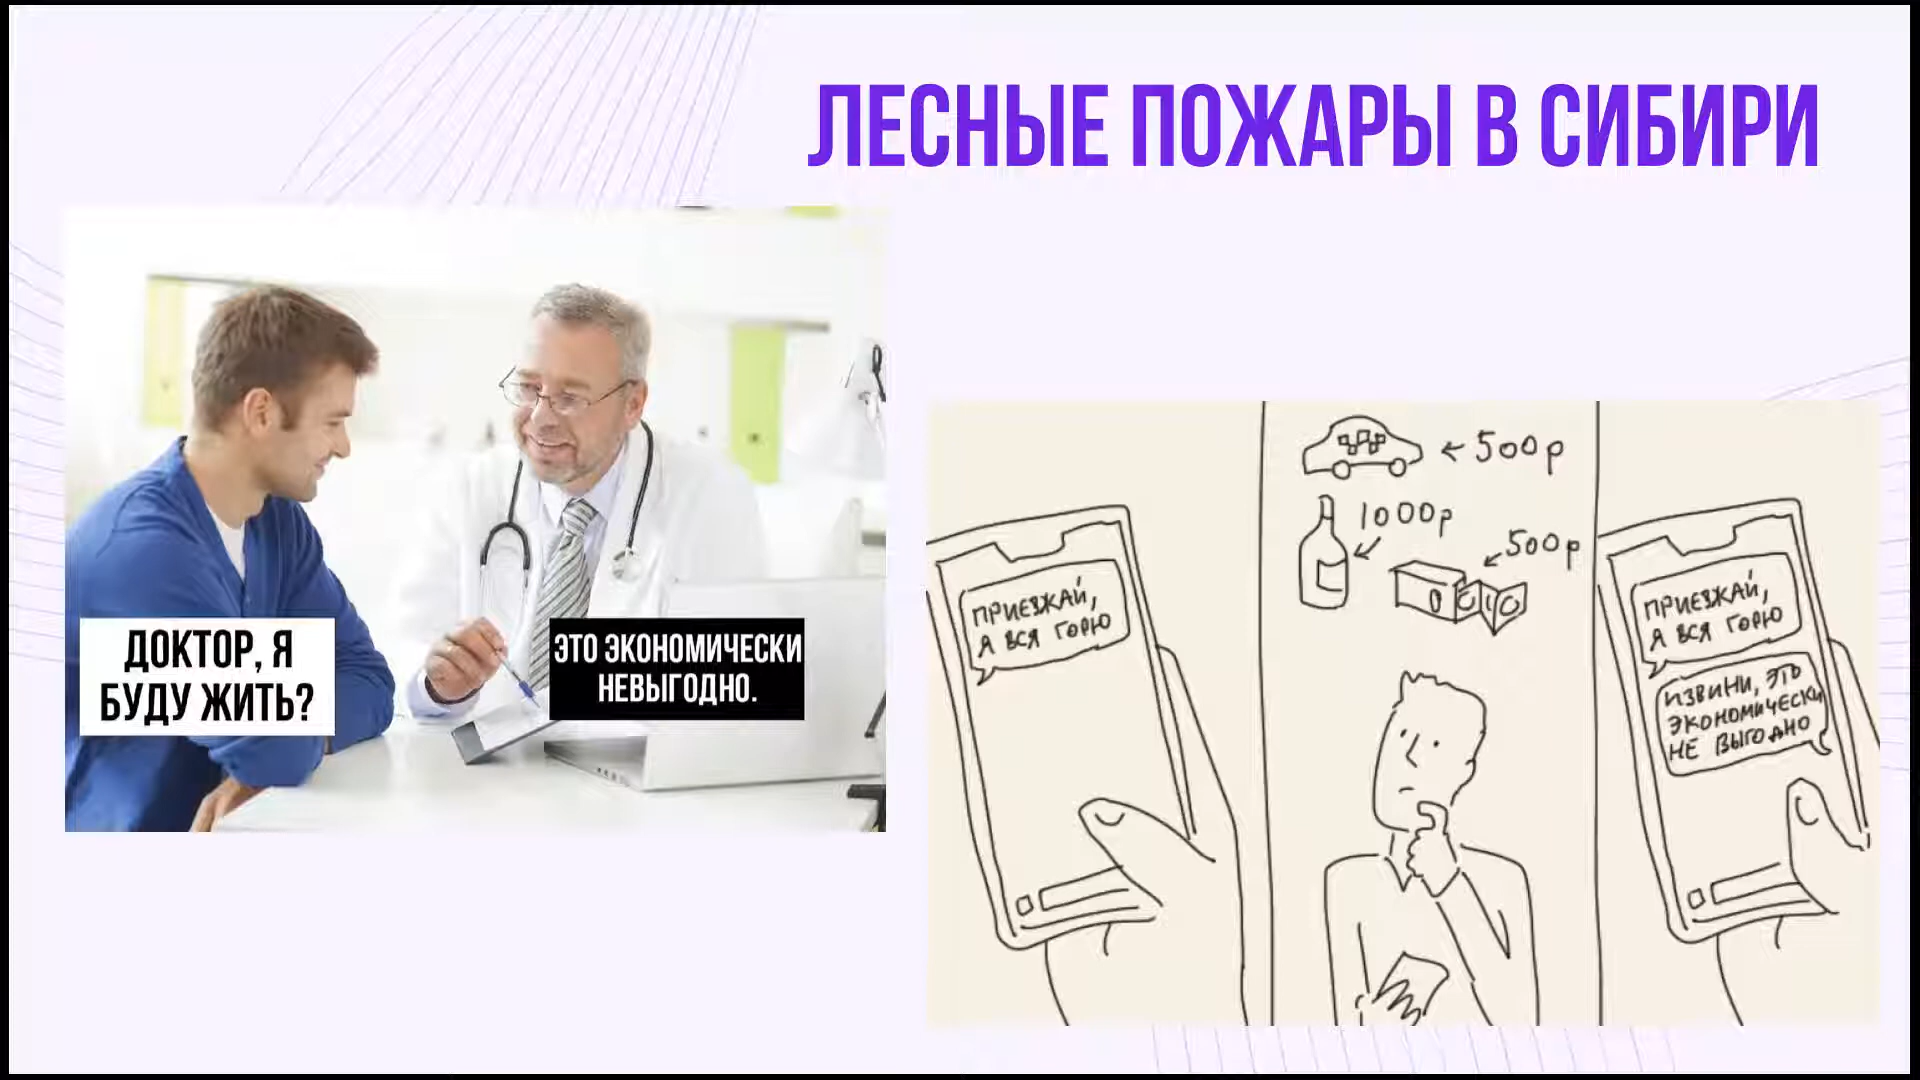 ЛЕСНЫЕ ПОЖАРЫ В СИБИРИ
ДОКТОР, Я
БУДУ ЖИТЬ?
ЭТО ЭКОНОМИЧЕСКИ
НЕВЫГОДНО.
ПРИЕЗЖАЙ,
Я ВСЯ ГОРЮ
500р
1000р
500р
ПРИЕЗЖАЙ,
Я ВСЯ ГОРЮ
ИЗВИНИ, ЭТО
ЭКОНОМИЧЕСКИ
НЕ ВЫГОДНО